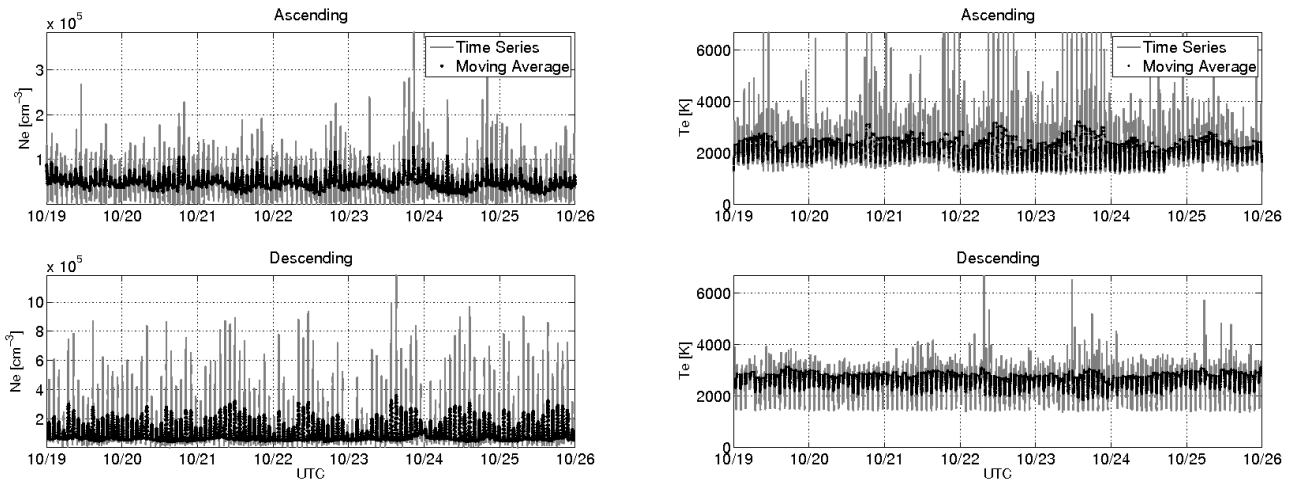 Ascending
x 10⁵
Time Series
Moving Average
3
2
1
Ne [cm⁻³]
10/19 10/20 10/21 10/22 10/23 10/24 10/25 10/26
Descending
x 10⁵
10
8
6
4
2
Ne [cm⁻³]
10/19 10/20 10/21 10/22 10/23 10/24 10/25 10/26
UTC
Ascending
Time Series
Moving Average
6000
4000
2000
0
Te [K]
10/19 10/20 10/21 10/22 10/23 10/24 10/25 10/26
Descending
6000
4000
2000
0
Te [K]
10/19 10/20 10/21 10/22 10/23 10/24 10/25 10/26
UTC